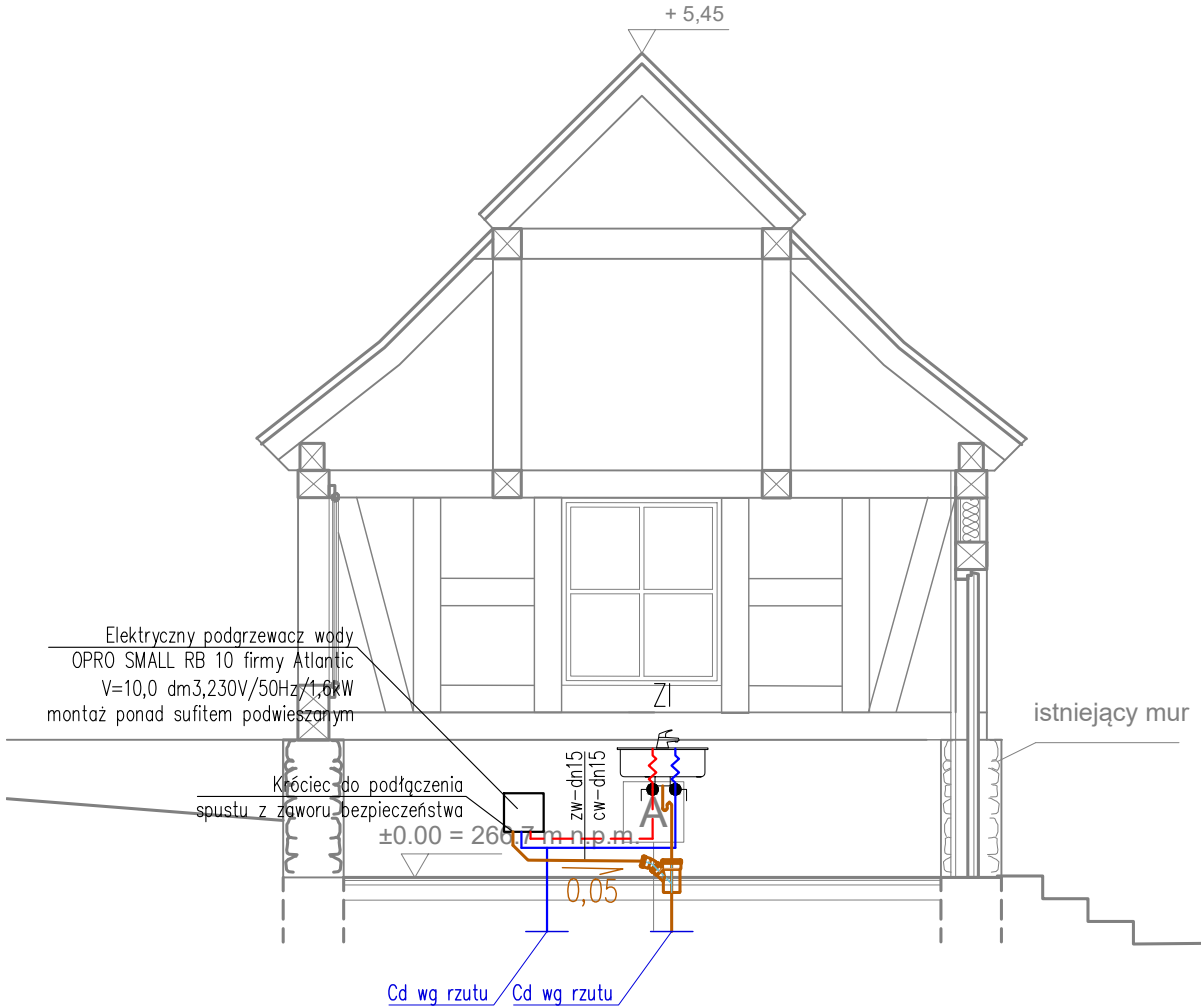 + 5,45
Elektryczny podgrzewacz wody
OPRO SMALL RB 10 firmy Atlantic
V=10,0 dm3,230V/50Hz/1,6kW
montaż ponad sufitem podwieszanym
Zl
istniejący mur
Króciec do podłączenia
spustu z zaworu bezpieczeństwa
zw-dn15
cw-dn15
A
±0.00 = 266.7 m n.p.m.
0,05
Cd wg rzutu
Cd wg rzutu